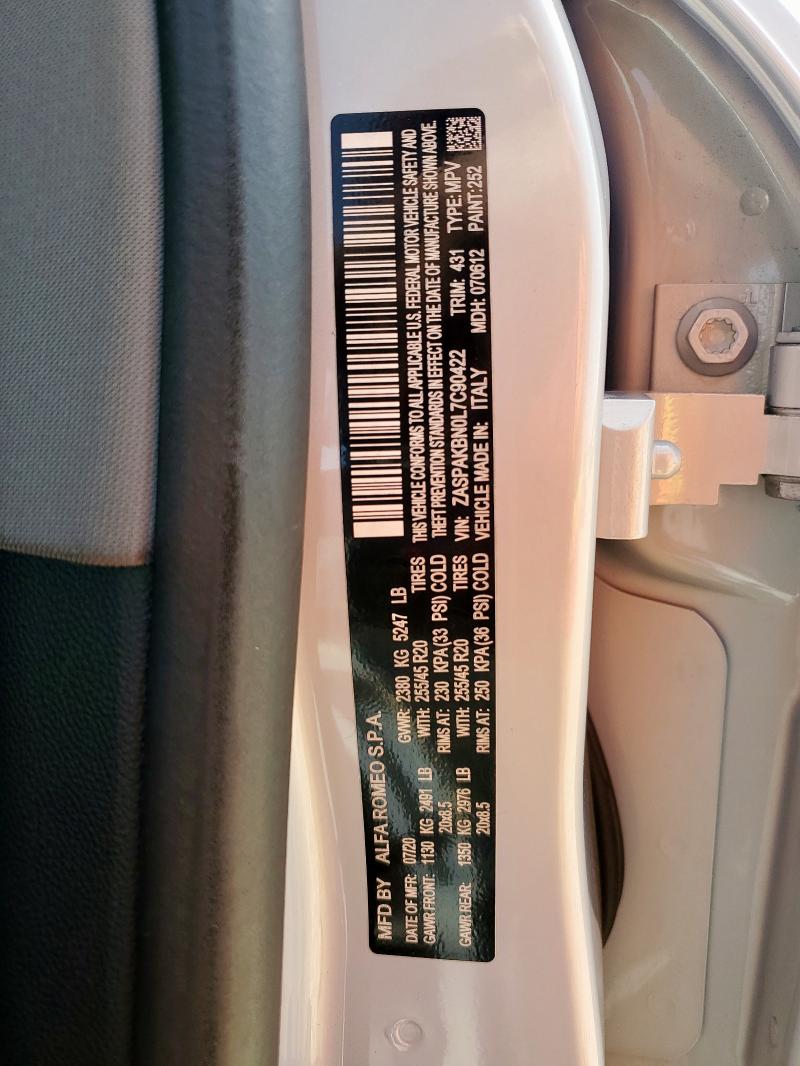 MFD BY ALFA ROMEO S.P.A.
DATE OF MFR: 07/20 GVWR: 2380 KG 5247 LB
GAWR FRONT: 1130 KG 2491 LB WITH: 255/45 R20 TIRES
20x8.5 RIMS AT: 230 KPA(33 PSI) COLD
GAWR REAR: 1350 KG 2976 LB WITH: 255/45 R20 TIRES
20x8.5 RIMS AT: 250 KPA(36 PSI) COLD
THIS VEHICLE CONFORMS TO ALL APPLICABLE U.S. FEDERAL MOTOR VEHICLE SAFETY AND
THEFT PREVENTION STANDARDS IN EFFECT ON THE DATE OF MANUFACTURE SHOWN ABOVE.
VIN: ZASPAKBN0L7C90422 TRIM: 431 TYPE: MPV
VEHICLE MADE IN: ITALY MDH: 070612 PAINT: 252